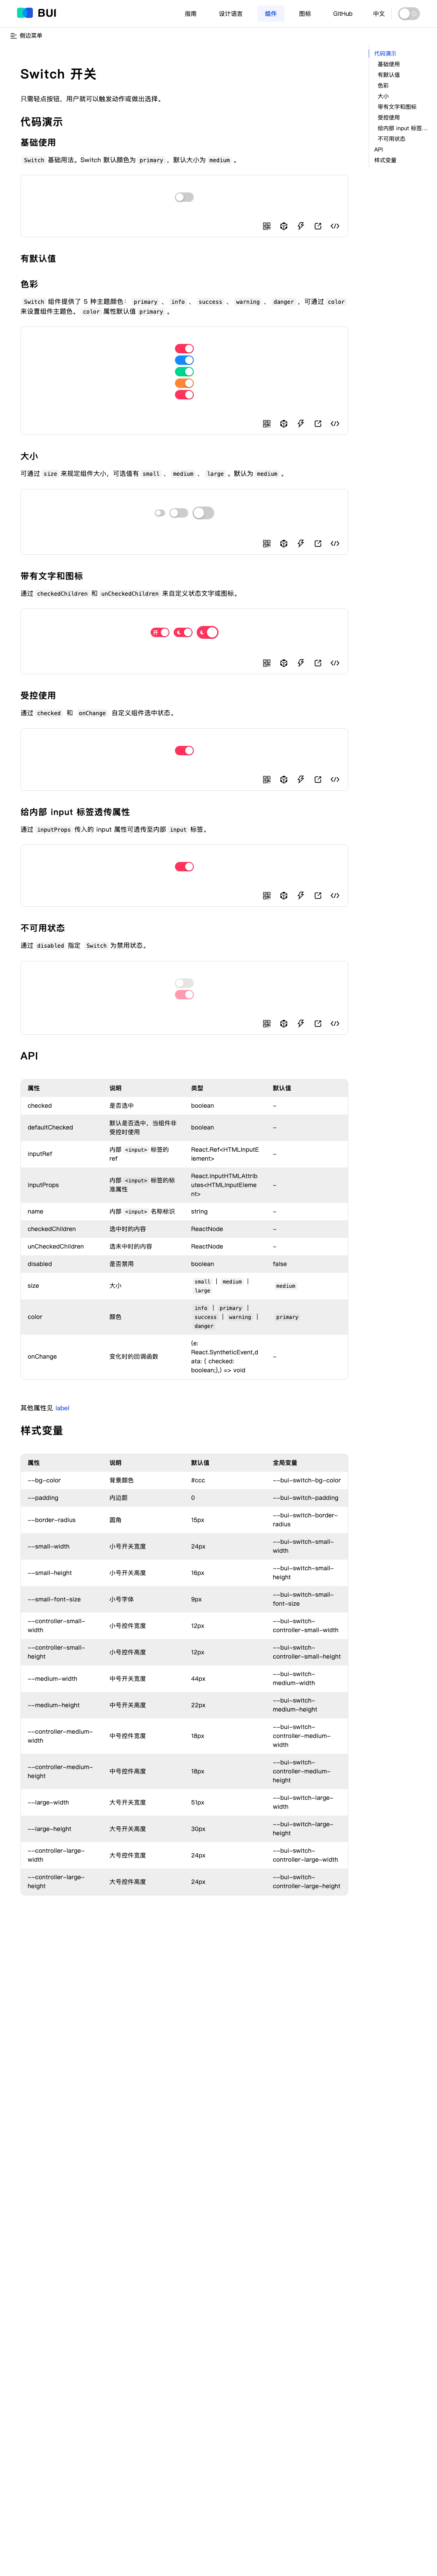 BUI
指南
设计语言
组件
图标
GitHub
中文
侧边菜单
代码演示
基础使用
有默认值
色彩
大小
带有文字和图标
受控使用
给内部 input 标签...
不可用状态
API
样式变量
Switch 开关
只需轻点按钮，用户就可以触发动作或做出选择。
代码演示
基础使用
Switch 基础用法。Switch 默认颜色为 primary ，默认大小为 medium 。
有默认值
色彩
Switch 组件提供了 5 种主题颜色： primary 、 info 、 success 、 warning 、 danger ，可通过 color
来设置组件主题色。 color 属性默认值 primary 。
大小
可通过 size 来规定组件大小，可选值有 small 、 medium 、 large 。默认为 medium 。
带有文字和图标
通过 checkedChildren 和 unCheckedChildren 来自定义状态文字或图标。
开
受控使用
通过 checked 和 onChange 自定义组件选中状态。
给内部 input 标签透传属性
通过 inputProps 传入的 input 属性可透传至内部 input 标签。
不可用状态
通过 disabled 指定 Switch 为禁用状态。
API
属性 说明 类型 默认值
checked 是否选中 boolean -
defaultChecked 默认是否选中，当组件非
受控时使用 boolean -
inputRef 内部 <input> 标签的
ref React.Ref<HTMLInputE
lement> -
inputProps 内部 <input> 标签的标
准属性 React.InputHTMLAttrib
utes<HTMLInputEleme
nt> -
name 内部 <input> 名称标识 string -
checkedChildren 选中时的内容 ReactNode -
unCheckedChildren 选未中时的内容 ReactNode -
disabled 是否禁用 boolean false
size 大小 small | medium |
large medium
color 颜色 info | primary |
success | warning |
danger primary
onChange 变化时的回调函数 (e:
React.SyntheticEvent,d
ata: { checked:
boolean;},) => void -
其他属性见 label
样式变量
属性 说明 默认值 全局变量
--bg-color 背景颜色 #ccc --bui-switch-bg-color
--padding 内边距 0 --bui-switch-padding
--border-radius 圆角 15px --bui-switch-border-
radius
--small-width 小号开关宽度 24px --bui-switch-small-
width
--small-height 小号开关高度 16px --bui-switch-small-
height
--small-font-size 小号字体 9px --bui-switch-small-
font-size
--controller-small-
width 小号控件宽度 12px --bui-switch-
controller-small-width
--controller-small-
height 小号控件高度 12px --bui-switch-
controller-small-height
--medium-width 中号开关宽度 44px --bui-switch-
medium-width
--medium-height 中号开关高度 22px --bui-switch-
medium-height
--controller-medium-
width 中号控件宽度 18px --bui-switch-
controller-medium-
width
--controller-medium-
height 中号控件高度 18px --bui-switch-
controller-medium-
height
--large-width 大号开关宽度 51px --bui-switch-large-
width
--large-height 大号开关高度 30px --bui-switch-large-
height
--controller-large-
width 大号控件宽度 24px --bui-switch-
controller-large-width
--controller-large-
height 大号控件高度 24px --bui-switch-
controller-large-height